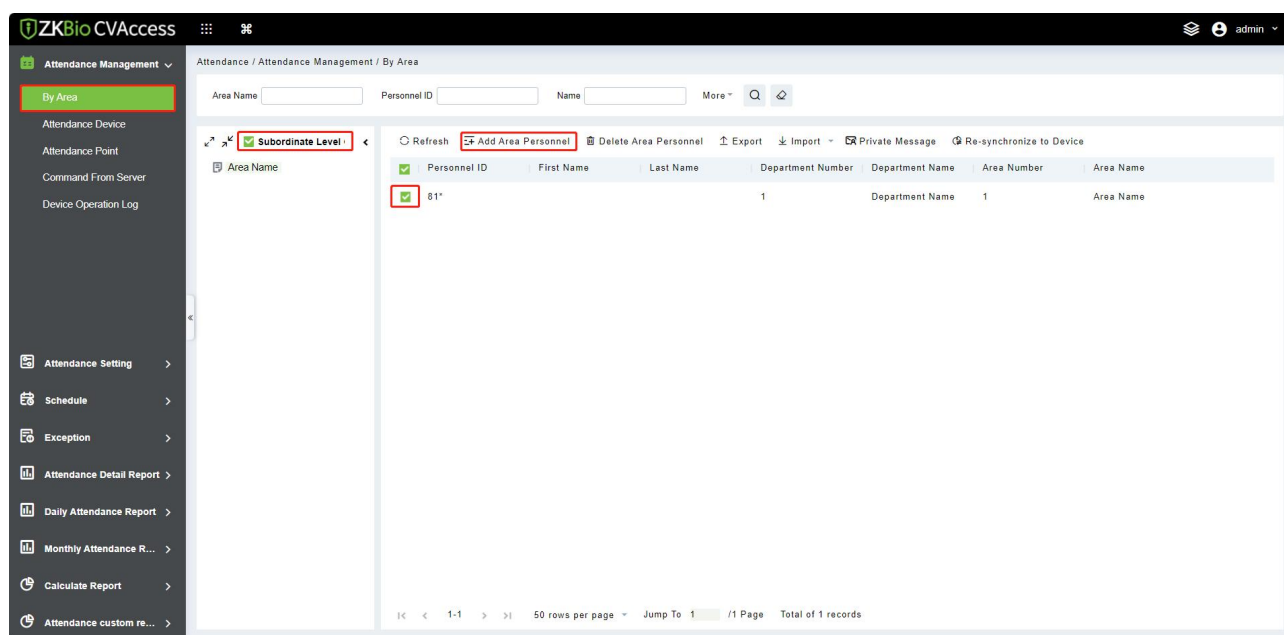 ZKBio CVAccess admin
Attendance Management
Attendance / Attendance Management / By Area
By Area
Attendance Device
Attendance Point
Command From Server
Device Operation Log
Attendance Setting
Schedule
Exception
Attendance Detail Report
Daily Attendance Report
Monthly Attendance R...
Calculate Report
Attendance custom re...
Area Name Personnel ID Name More
Subordinate Level
Area Name
Refresh Add Area Personnel Delete Area Personnel Export Import Private Message Re-synchronize to Device
Personnel ID First Name Last Name Department Number Department Name Area Number Area Name
81* 1 Department Name 1 Area Name
1-1 50 rows per page Jump To 1 /1 Page Total of 1 records